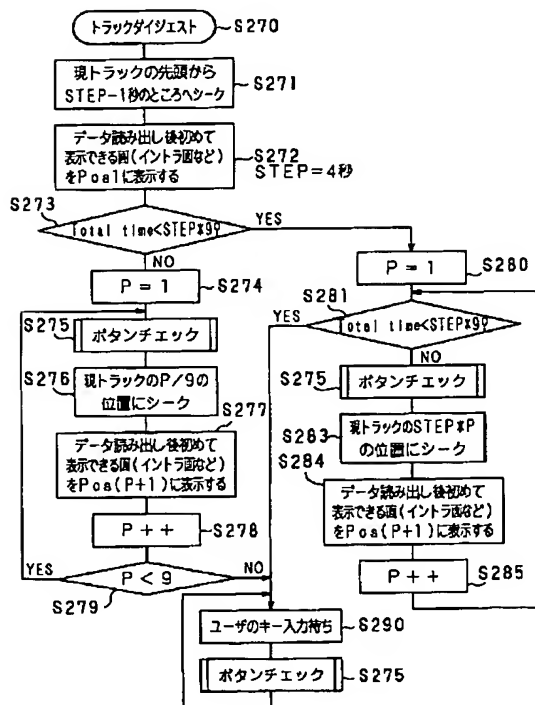 トラックダイジェスト
S270
現トラックの先頭から
STEP-1秒のところへシーク
S271
データ読み出し後初めて
表示できる画(イントラ画など)
をPoa1に表示する
S272
STEP=4秒
S273
Total time<STEP*9?
YES
NO
P=1
S274
S275
ボタンチェック
S276
現トラックのP/9の
位置にシーク
S277
データ読み出し後初めて
表示できる画(イントラ画など)
をPoa(P+1)に表示する
P++
S278
YES
P<9
NO
S279
P=1
S280
S281
YES
otal time<STEP*9?
NO
S275
ボタンチェック
S283
現トラックのSTEP*P
の位置にシーク
S284
データ読み出し後初めて
表示できる画(イントラ画など)
をPoa(P+1)に表示する
P++
S285
ユーザのキー入力待ち
S290
ボタンチェック
S275